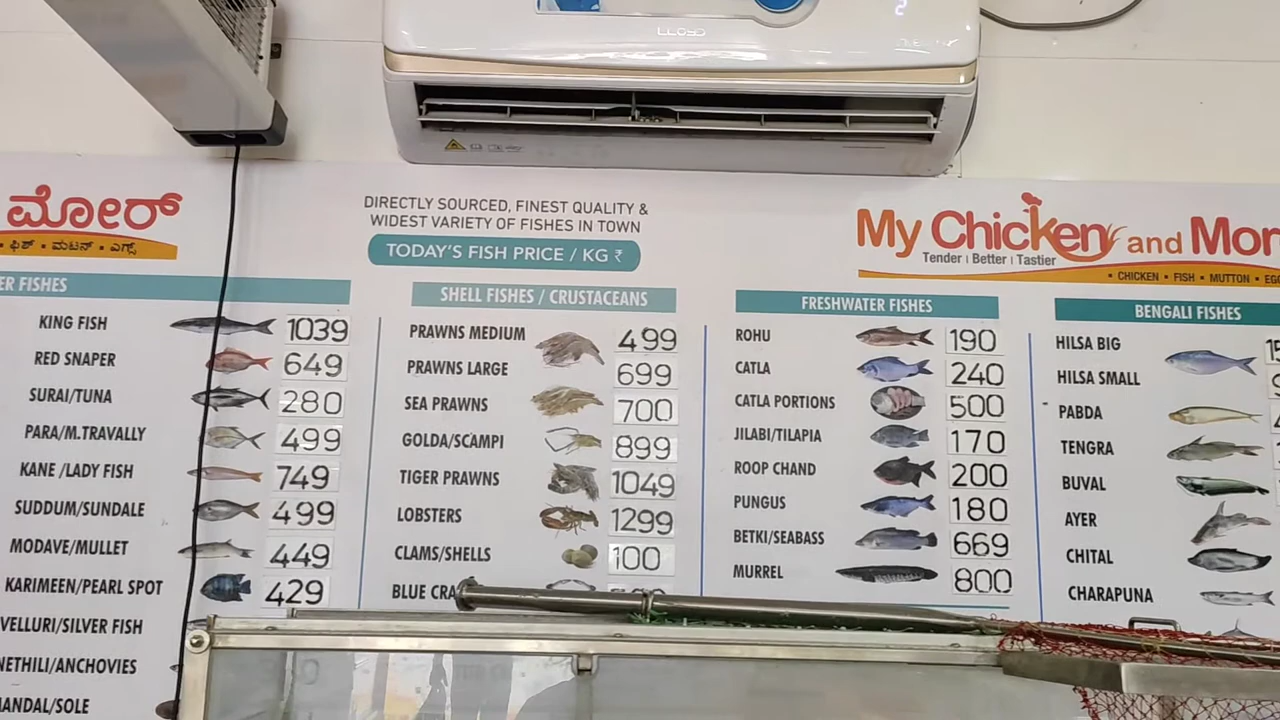 LLOYD
ಮೋರ್
ಫಿಶ್ • ಮಟನ್ • ಎಗ್ಸ್
DIRECTLY SOURCED, FINEST QUALITY &
WIDEST VARIETY OF FISHES IN TOWN
TODAY'S FISH PRICE / KG ₹
My Chicken and Mor
Tender | Better | Tastier
• CHICKEN • FISH • MUTTON • EG
ER FISHES
KING FISH 1039
RED SNAPER 649
SURAI/TUNA 280
PARA/M.TRAVALLY 499
KANE /LADY FISH 749
SUDDUM/SUNDALE 499
MODAVE/MULLET 449
KARIMEEN/PEARL SPOT 429
VELLURI/SILVER FISH
NETHILI/ANCHOVIES
ANDAL/SOLE
SHELL FISHES / CRUSTACEANS
PRAWNS MEDIUM 499
PRAWNS LARGE 699
SEA PRAWNS 700
GOLDA/SCAMPI 899
TIGER PRAWNS 1049
LOBSTERS 1299
CLAMS/SHELLS 100
BLUE CRA
FRESHWATER FISHES
ROHU 190
CATLA 240
CATLA PORTIONS 500
JILABI/TILAPIA 170
ROOP CHAND 200
PUNGUS 180
BETKI/SEABASS 669
MURREL 800
BENGALI FISHES
HILSA BIG
HILSA SMALL
PABDA
TENGRA
BUVAL
AYER
CHITAL
CHARAPUNA